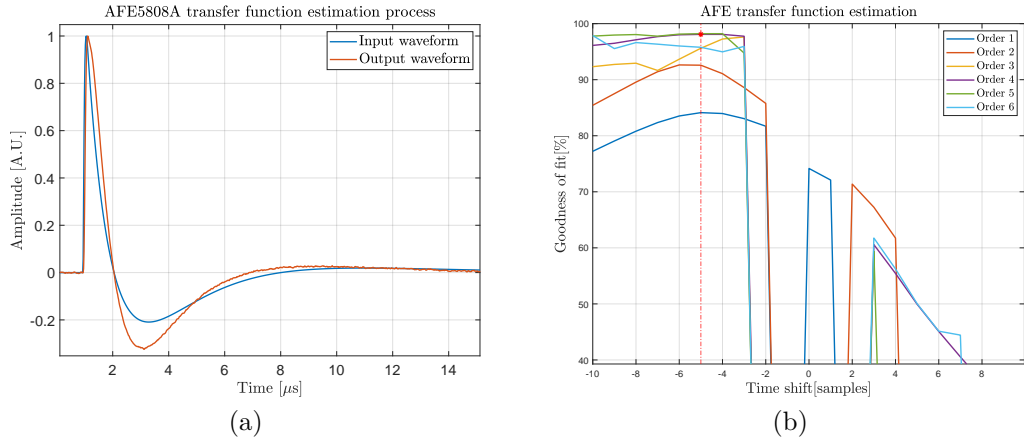 AFE5808A transfer function estimation process
Input waveform
Output waveform
Amplitude [A.U.]
1
0.8
0.6
0.4
0.2
0
-0.2
2 4 6 8 10 12 14
Time [μs]
(a)
AFE transfer function estimation
Order 1
Order 2
Order 3
Order 4
Order 5
Order 6
Goodness of fit[%]
100
90
80
70
60
50
40
-10 -8 -6 -4 -2 0 2 4 6 8
Time shift[samples]
(b)